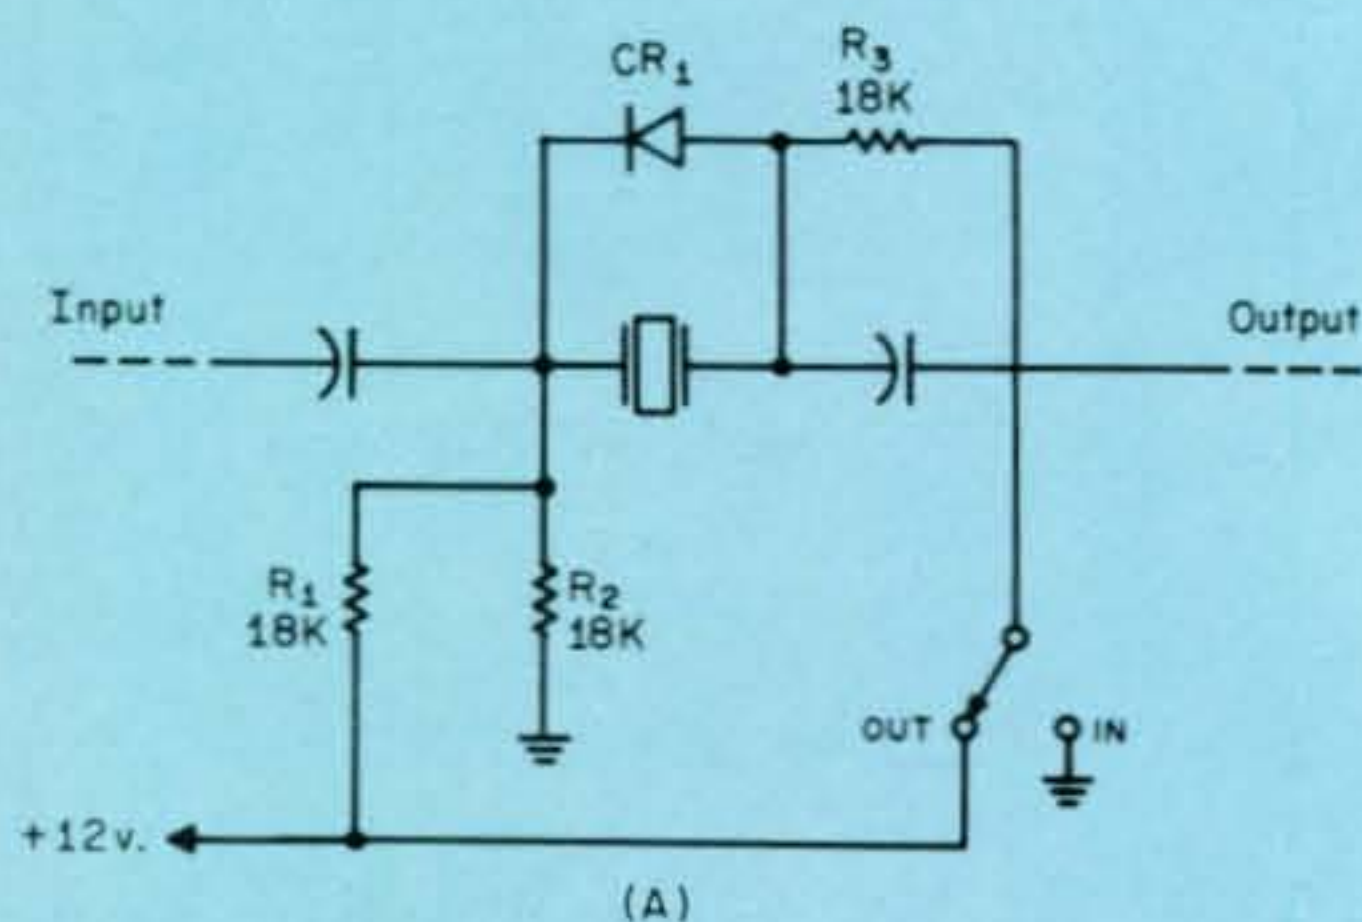 CR₁
R₃
18K
Input
Output
R₁
18K
R₂
18K
OUT
IN
+12v.
(A)